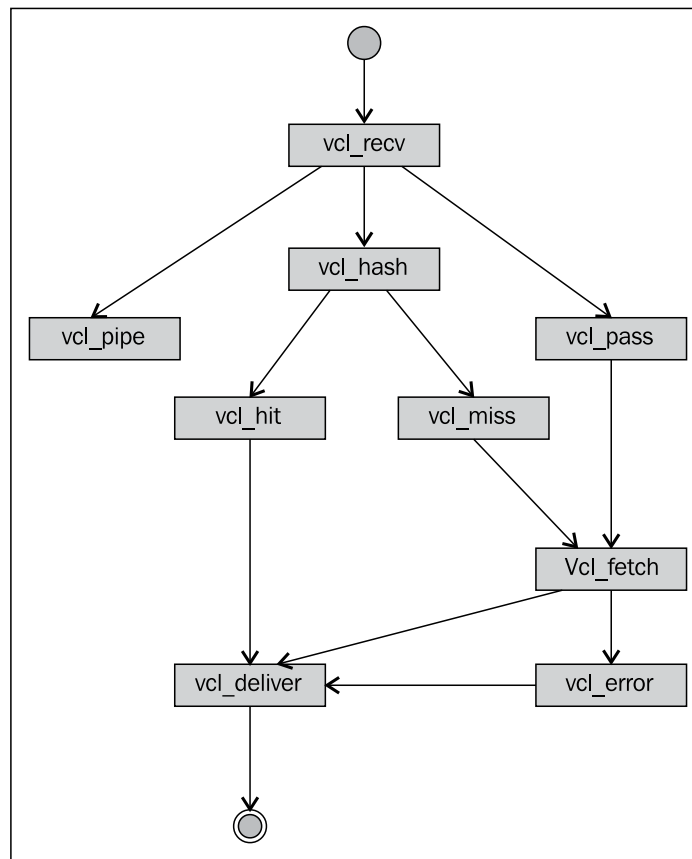 vcl_recv
vcl_hash
vcl_pipe
vcl_pass
vcl_hit
vcl_miss
Vcl_fetch
vcl_deliver
vcl_error